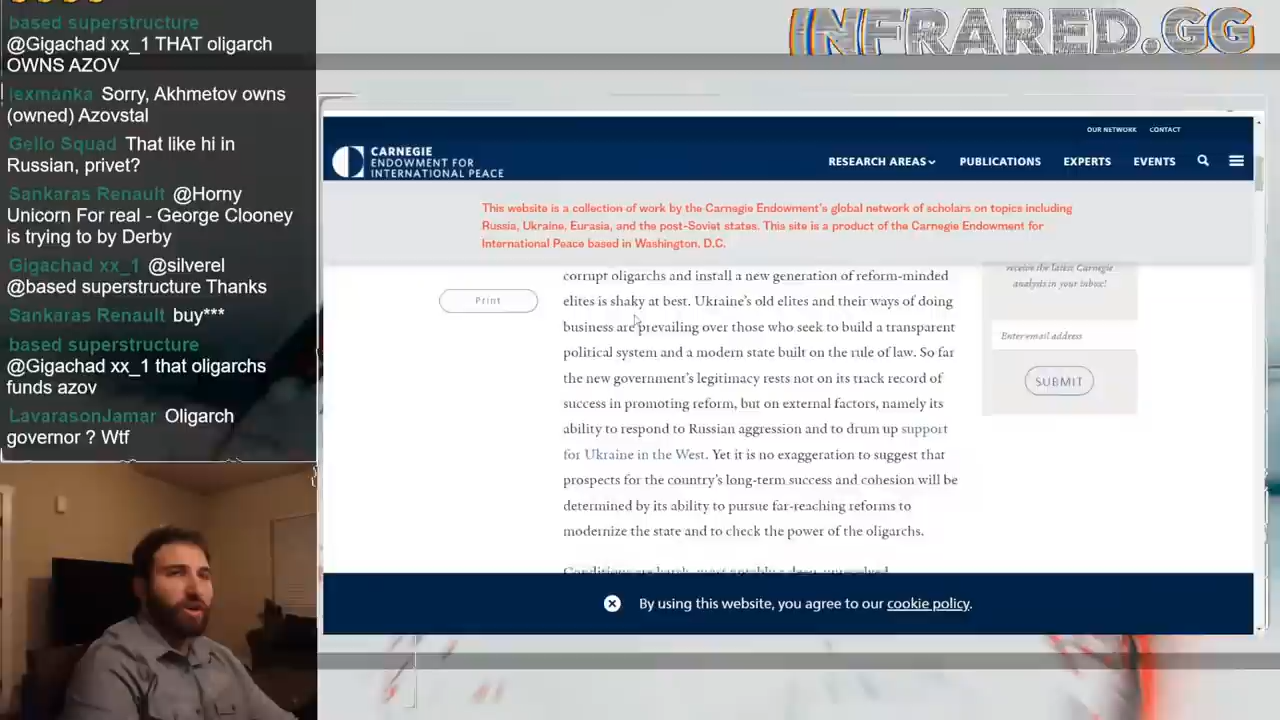 based superstructure
@Gigachad xx_1 THAT oligarch
OWNS AZOV
lexmanka Sorry, Akhmetov owns
(owned) Azovstal
Gello Squad That like hi in
Russian, privet?
Sankaras Renault @Horny
Unicorn For real - George Clooney
is trying to by Derby
Gigachad xx_1 @silverel
@based superstructure Thanks
Sankaras Renault buy***
based superstructure
@Gigachad xx_1 that oligarchs
funds azov
LavarasonJamar Oligarch
governor ? Wtf
INFRARED.GG
OUR NETWORK CONTACT
CARNEGIE
ENDOWMENT FOR
INTERNATIONAL PEACE
RESEARCH AREAS PUBLICATIONS EXPERTS EVENTS
This website is a collection of work by the Carnegie Endowment's global network of scholars on topics including
Russia, Ukraine, Eurasia, and the post-Soviet states. This site is a product of the Carnegie Endowment for
International Peace based in Washington, D.C.
Print
corrupt oligarchs and install a new generation of reform-minded
elites is shaky at best. Ukraine's old elites and their ways of doing
business are prevailing over those who seek to build a transparent
political system and a modern state built on the rule of law. So far
the new government's legitimacy rests not on its track record of
success in promoting reform, but on external factors, namely its
ability to respond to Russian aggression and to drum up support
for Ukraine in the West. Yet it is no exaggeration to suggest that
prospects for the country's long-term success and cohesion will be
determined by its ability to pursue far-reaching reforms to
modernize the state and to check the power of the oligarchs.
receive the latest Carnegie
analysis in your inbox!
Enter email address
SUBMIT
By using this website, you agree to our cookie policy.